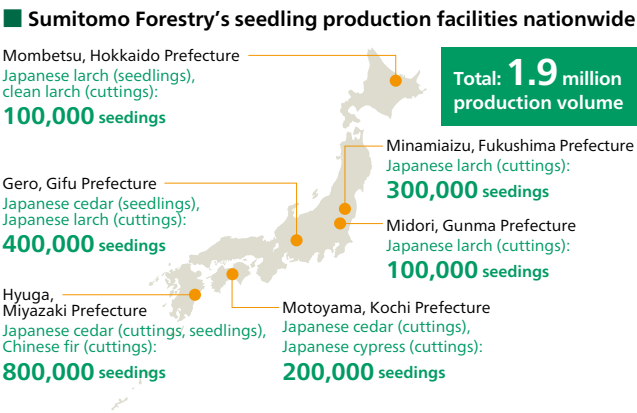 Sumitomo Forestry's seedling production facilities nationwide
Mombetsu, Hokkaido Prefecture
Japanese larch (seedlings),
clean larch (cuttings):
100,000 seedings
Total: 1.9 million
production volume
Minamiaizu, Fukushima Prefecture
Japanese larch (cuttings):
300,000 seedings
Gero, Gifu Prefecture
Japanese cedar (seedlings),
Japanese larch (cuttings):
400,000 seedings
Midori, Gunma Prefecture
Japanese larch (cuttings):
100,000 seedings
Hyuga,
Miyazaki Prefecture
Japanese cedar (cuttings, seedlings),
Chinese fir (cuttings):
800,000 seedings
Motoyama, Kochi Prefecture
Japanese cedar (cuttings),
Japanese cypress (cuttings):
200,000 seedings